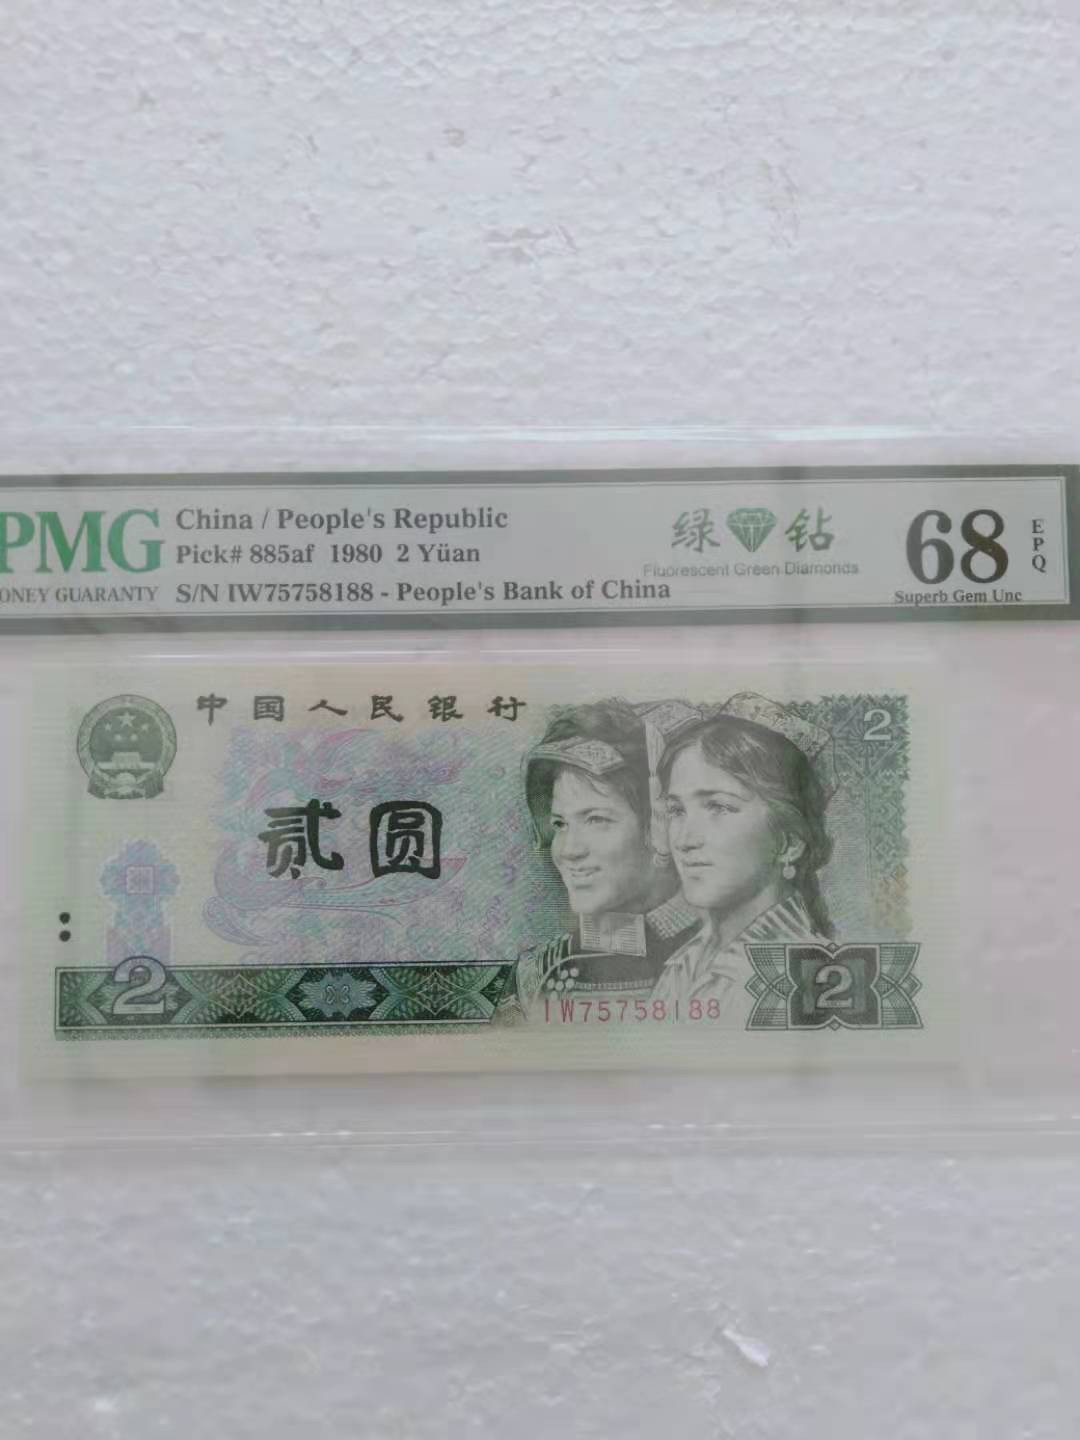 PMG
ONEY GUARANTY
China / People's Republic
Pick# 885af 1980 2 Yüan
S/N IW75758188 - People's Bank of China
绿 钻
Fluorescent Green Diamonds
68
EPQ
Superb Gem Unc
中国人民银行
2
贰圆
2
IW75758188
2